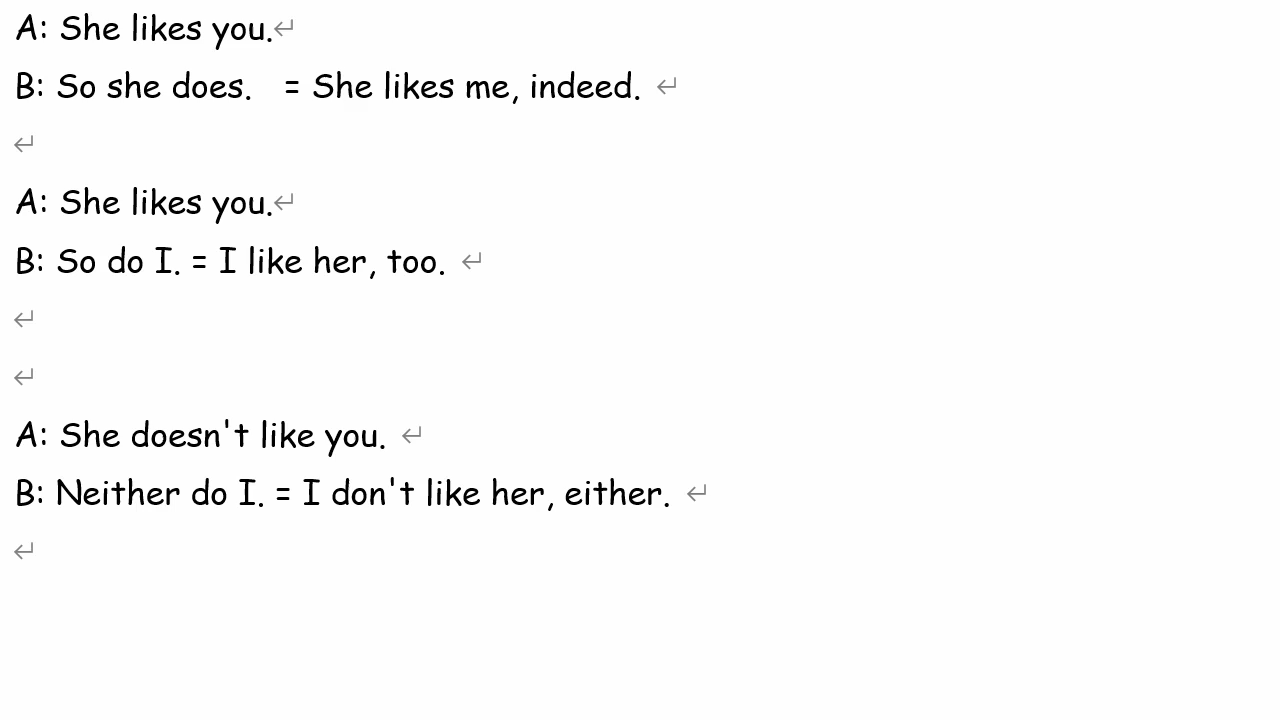 A: She likes you.
B: So she does.   = She likes me, indeed.
A: She likes you.
B: So do I. = I like her, too.
A: She doesn't like you.
B: Neither do I. = I don't like her, either.